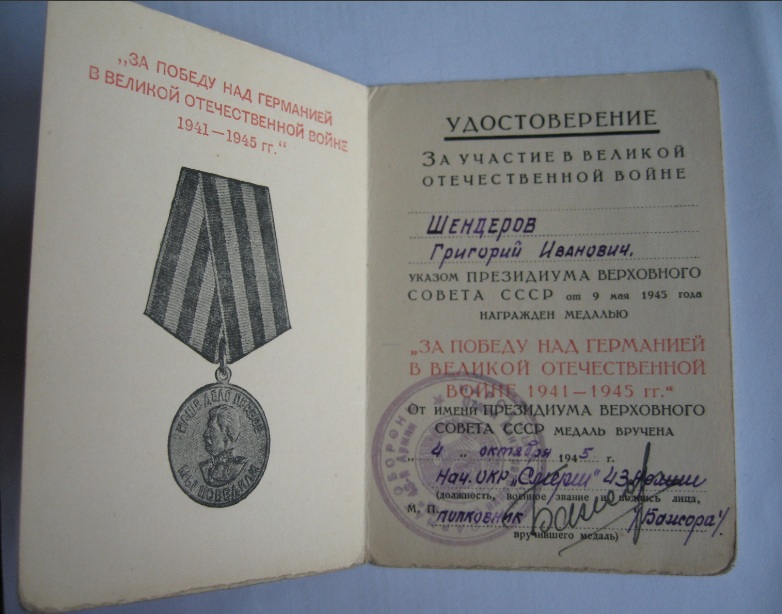 „ЗА ПОБЕДУ НАД ГЕРМАНИЕЙ
В ВЕЛИКОЙ ОТЕЧЕСТВЕННОЙ ВОЙНЕ
1941—1945 гг.“
НАШЕ ДЕЛО ПРАВОЕ
МЫ ПОБЕДИЛИ
УДОСТОВЕРЕНИЕ
ЗА УЧАСТИЕ В ВЕЛИКОЙ
ОТЕЧЕСТВЕННОЙ ВОЙНЕ
ШЕНДЕРОВ
Григорий Иванович.
УКАЗОМ ПРЕЗИДИУМА ВЕРХОВНОГО
СОВЕТА СССР от 9 мая 1945 года
НАГРАЖДЕН МЕДАЛЬЮ
„ЗА ПОБЕДУ НАД ГЕРМАНИЕЙ
В ВЕЛИКОЙ ОТЕЧЕСТВЕННОЙ
ВОЙНЕ 1941—1945 гг.“
От ИМЕНИ ПРЕЗИДИУМА ВЕРХОВНОГО
СОВЕТА СССР МЕДАЛЬ ВРУЧЕНА
„4„ октября 1945 г.
Нач. ОКР „Смерш" 43 Армии
(должность, военное звание и подпись лица,
М. П. полковник /Бажора/
вручившего медаль)